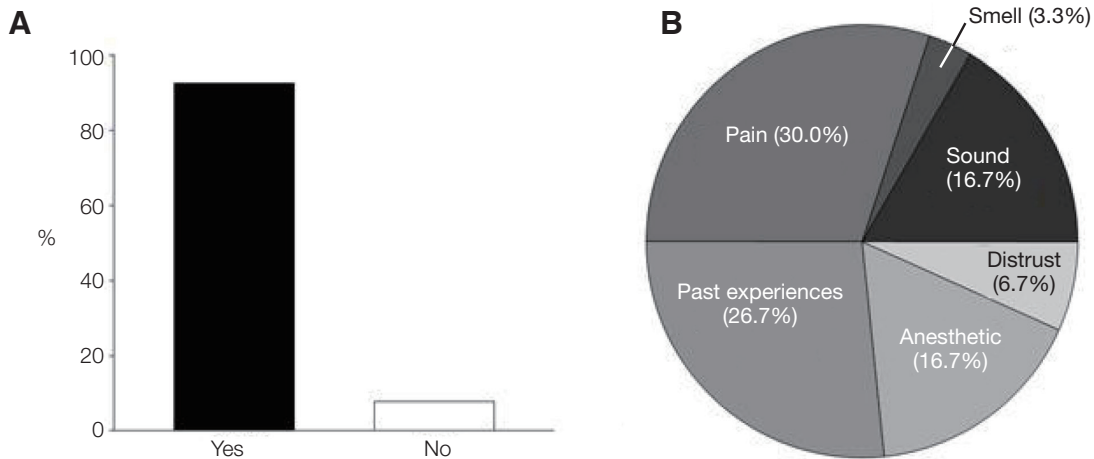 A
100
80
60
40
20
0
%
Yes
No
B
Smell (3.3%)
Pain (30.0%)
Sound
(16.7%)
Distrust
(6.7%)
Past experiences
(26.7%)
Anesthetic
(16.7%)